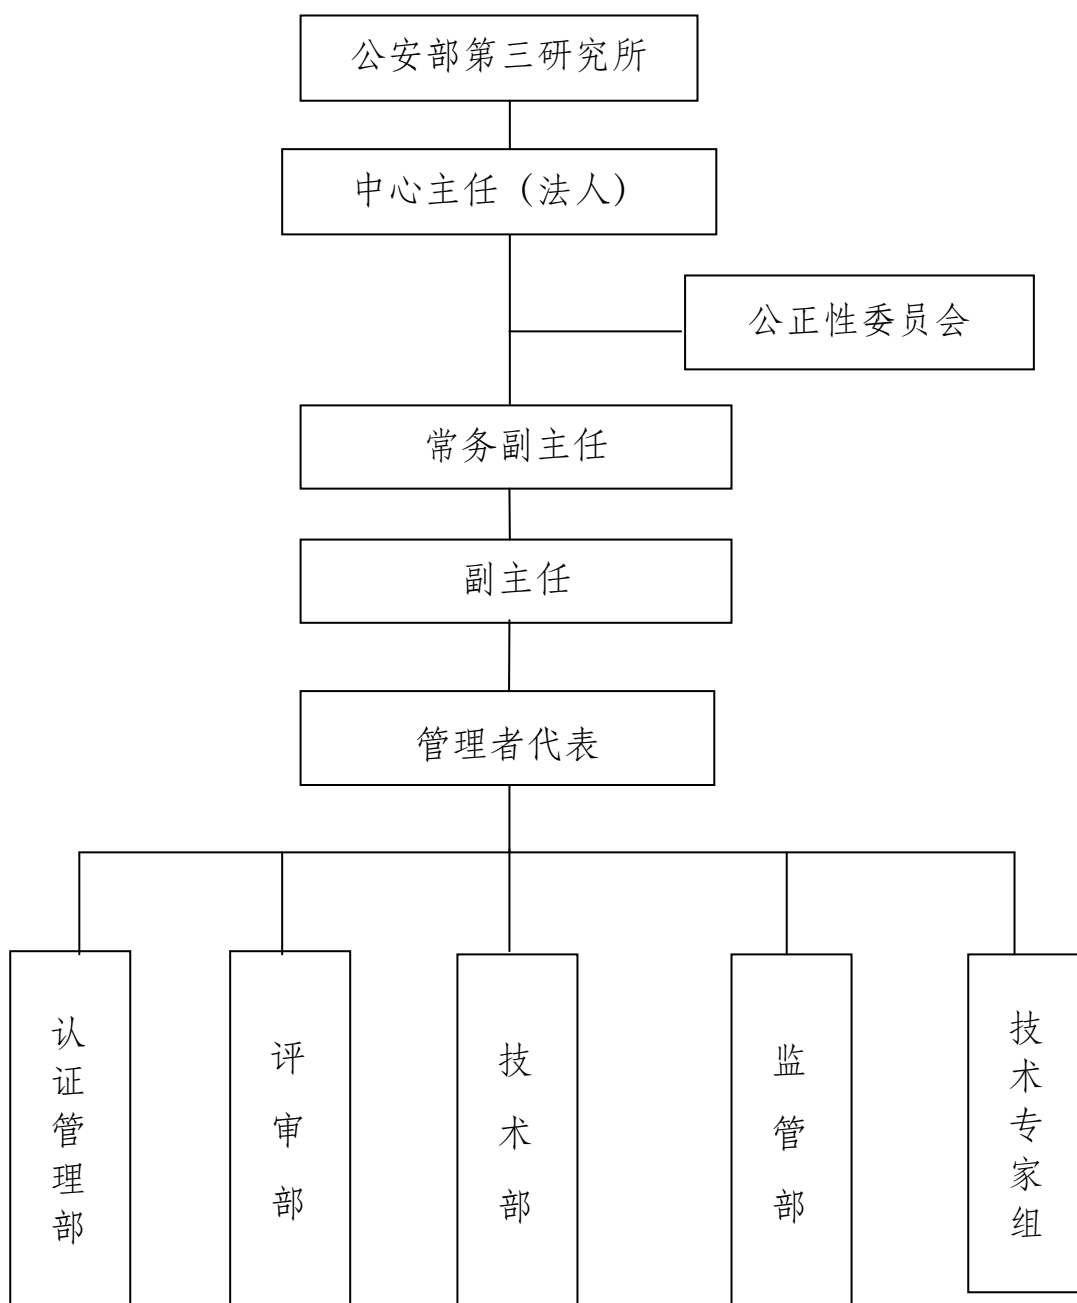 公安部第三研究所
中心主任（法人）
公正性委员会
常务副主任
副主任
管理者代表
认证管理部
评审部
技术部
监管部
技术专家组